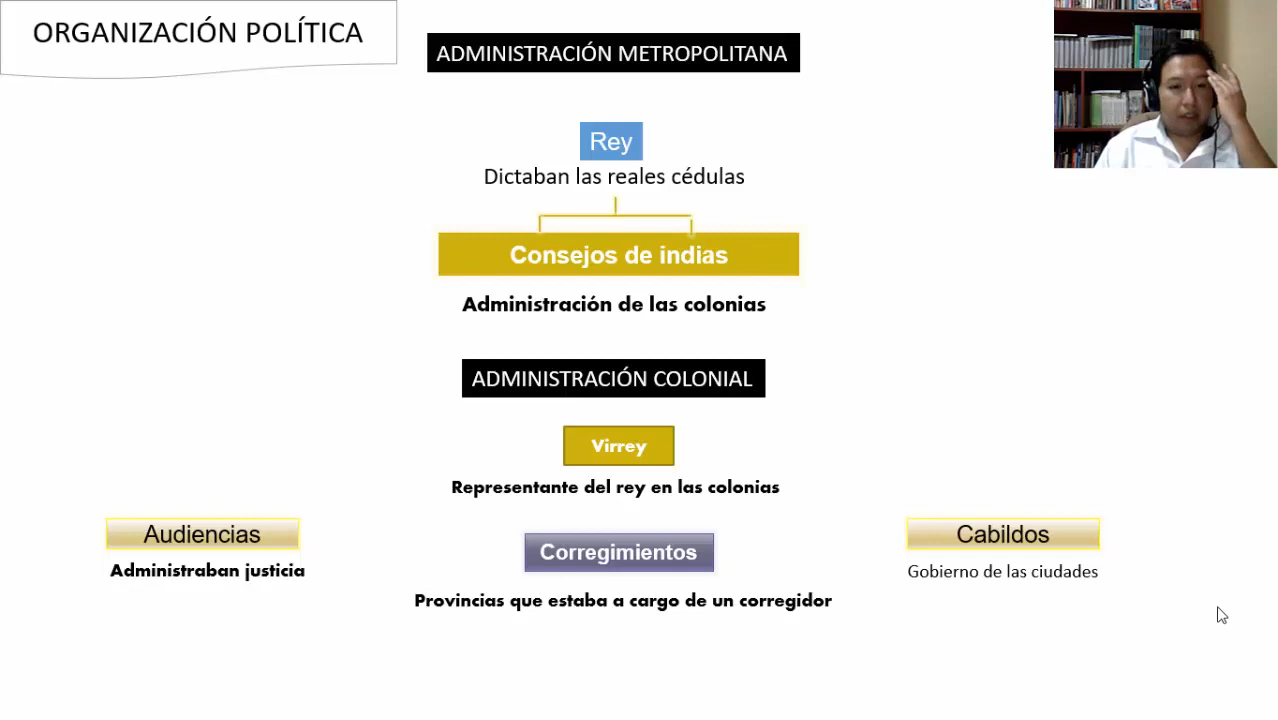 ORGANIZACIÓN POLÍTICA
ADMINISTRACIÓN METROPOLITANA
Rey
Dictaban las reales cédulas
Consejos de indias
Administración de las colonias
ADMINISTRACIÓN COLONIAL
Virrey
Representante del rey en las colonias
Audiencias
Administraban justicia
Corregimientos
Provincias que estaba a cargo de un corregidor
Cabildos
Gobierno de las ciudades